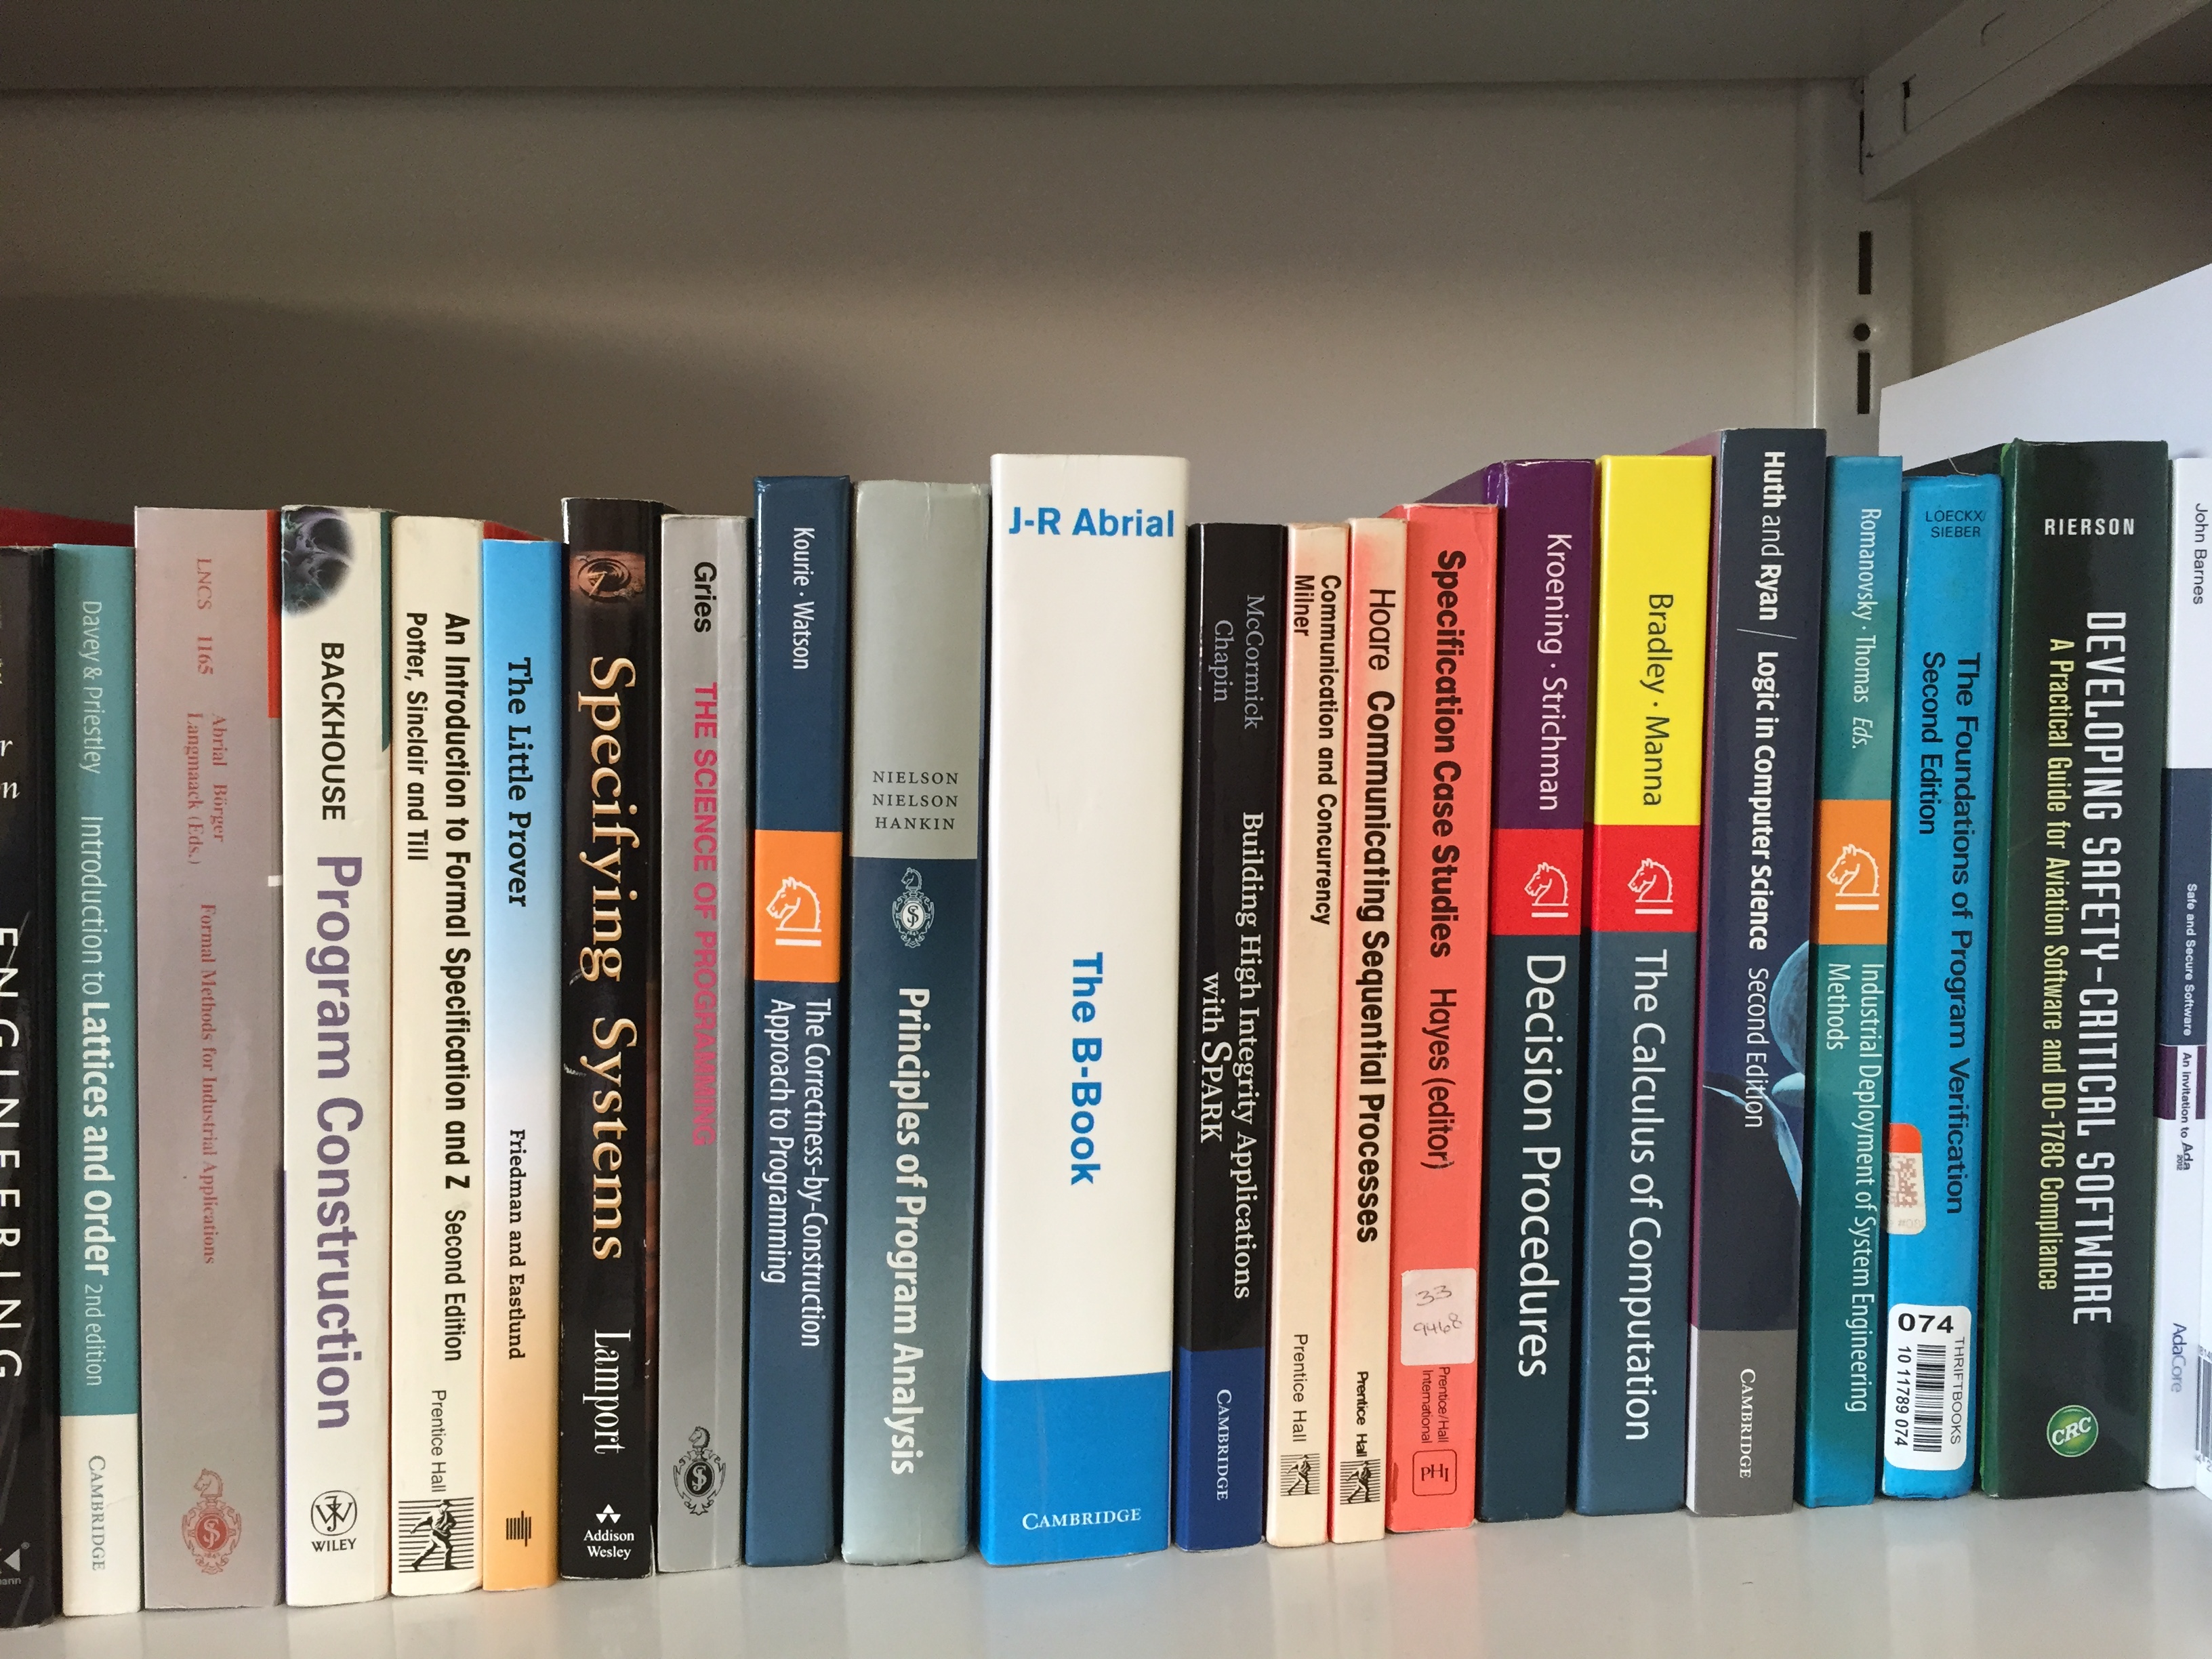 ENGINEERING
Davey & Priestley Introduction to Lattices and Order 2nd edition
CAMBRIDGE
LNCS 1165
Abrial Börger
Langmaack (Eds.)
Formal Methods for Industrial Applications
BACKHOUSE Program Construction
WILEY
An Introduction to Formal Specification and Z Second Edition
Potter, Sinclair and Till
Prentice Hall
The Little Prover
Friedman and Eastlund
Specifying Systems
Lamport
Addison
Wesley
Gries THE SCIENCE OF PROGRAMMING
Kourie · Watson
The Correctness-by-Construction
Approach to Programming
NIELSON
NIELSON
HANKIN
Principles of Program Analysis
J-R Abrial
The B-Book
CAMBRIDGE
McCormick
Chapin
Building High Integrity Applications
with SPARK
CAMBRIDGE
Communication and Concurrency
Milner
Prentice Hall
Hoare Communicating Sequential Processes
Prentice Hall
Specification Case Studies Hayes (editor)
33
9468
Prentice/Hall
International
PHI
Kroening · Strichman
Decision Procedures
Bradley · Manna
The Calculus of Computation
Huth and Ryan / Logic in Computer Science Second Edition
CAMBRIDGE
Romanovsky · Thomas Eds.
Industrial Deployment of System Engineering
Methods
LOECKX/
SIEBER
The Foundations of Program Verification
Second Edition
074
THRIFTBOOKS
10 11789 074
RIERSON
DEVELOPING SAFETY-CRITICAL SOFTWARE
A Practical Guide for Aviation Software and DO-178C Compliance
CRC
John Barnes
Safe and Secure Software
An invitation to Ada
2012
AdaCore